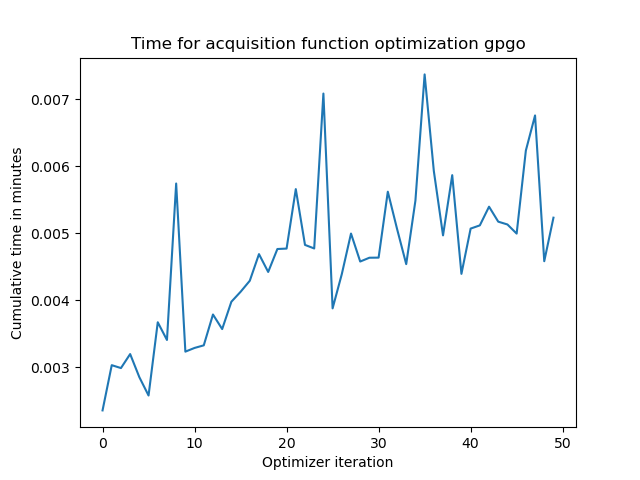 Time for acquisition function optimization gpgo
Cumulative time in minutes
0.007
0.006
0.005
0.004
0.003
0 10 20 30 40 50
Optimizer iteration